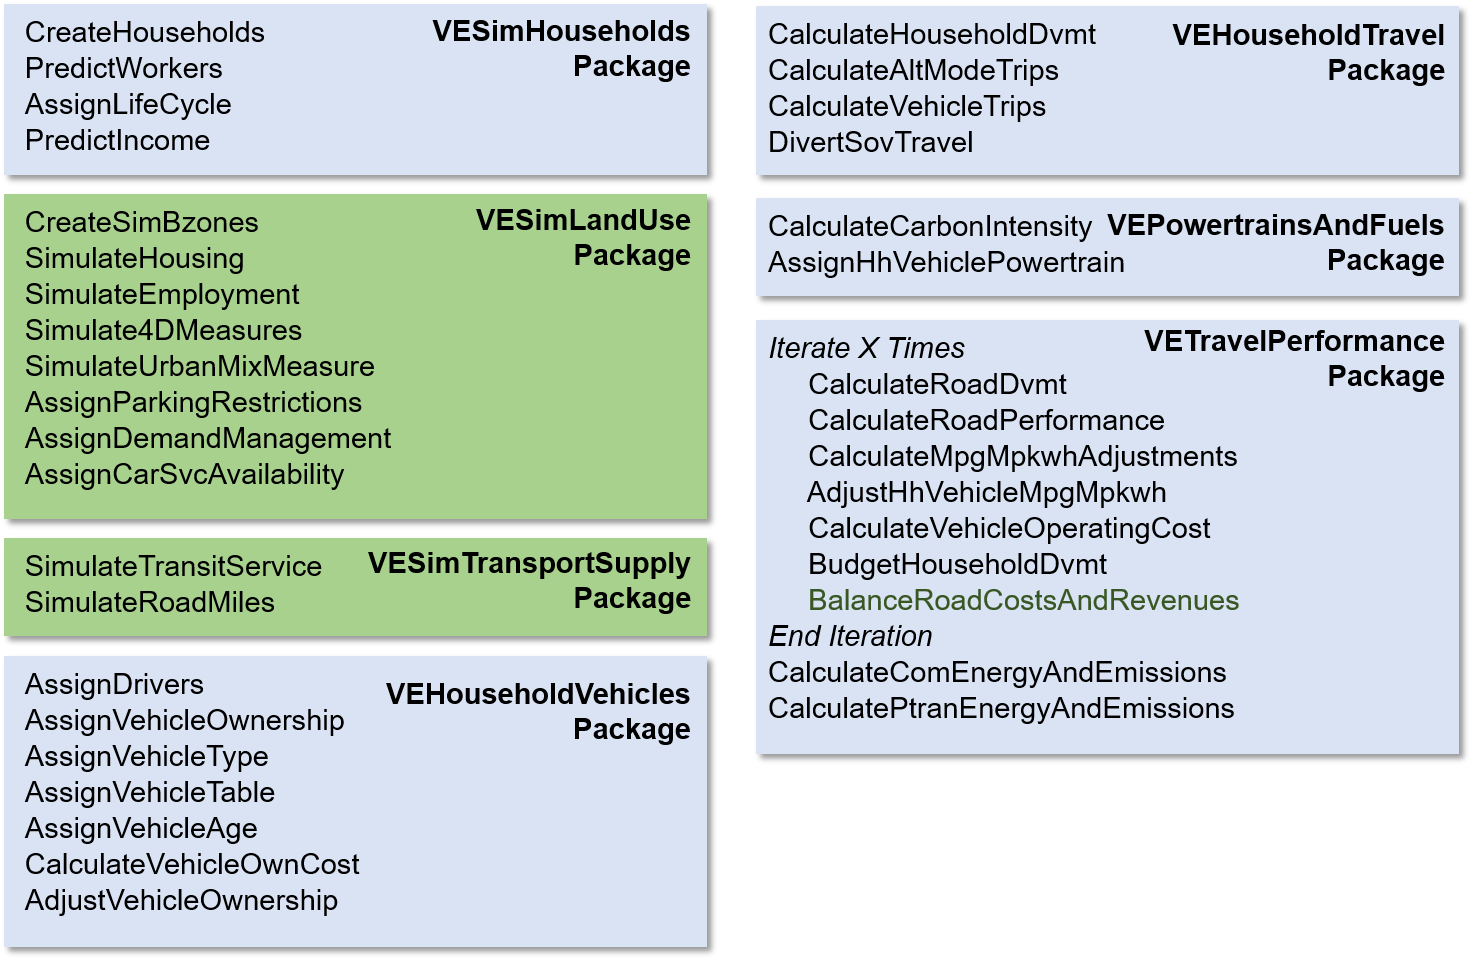 CreateHouseholds
PredictWorkers
AssignLifeCycle
PredictIncome
VESimHouseholds
Package
CreateSimBzones
SimulateHousing
SimulateEmployment
Simulate4DMeasures
SimulateUrbanMixMeasure
AssignParkingRestrictions
AssignDemandManagement
AssignCarSvcAvailability
VESimLandUse
Package
SimulateTransitService
SimulateRoadMiles
VESimTransportSupply
Package
AssignDrivers
AssignVehicleOwnership
AssignVehicleType
AssignVehicleTable
AssignVehicleAge
CalculateVehicleOwnCost
AdjustVehicleOwnership
VEHouseholdVehicles
Package
CalculateHouseholdDvmt
CalculateAltModeTrips
CalculateVehicleTrips
DivertSovTravel
VEHouseholdTravel
Package
CalculateCarbonIntensity
AssignHhVehiclePowertrain
VEPowertrainsAndFuels
Package
Iterate X Times
CalculateRoadDvmt
CalculateRoadPerformance
CalculateMpgMpkwhAdjustments
AdjustHhVehicleMpgMpkwh
CalculateVehicleOperatingCost
BudgetHouseholdDvmt
BalanceRoadCostsAndRevenues
End Iteration
CalculateComEnergyAndEmissions
CalculatePtranEnergyAndEmissions
VETravelPerformance
Package